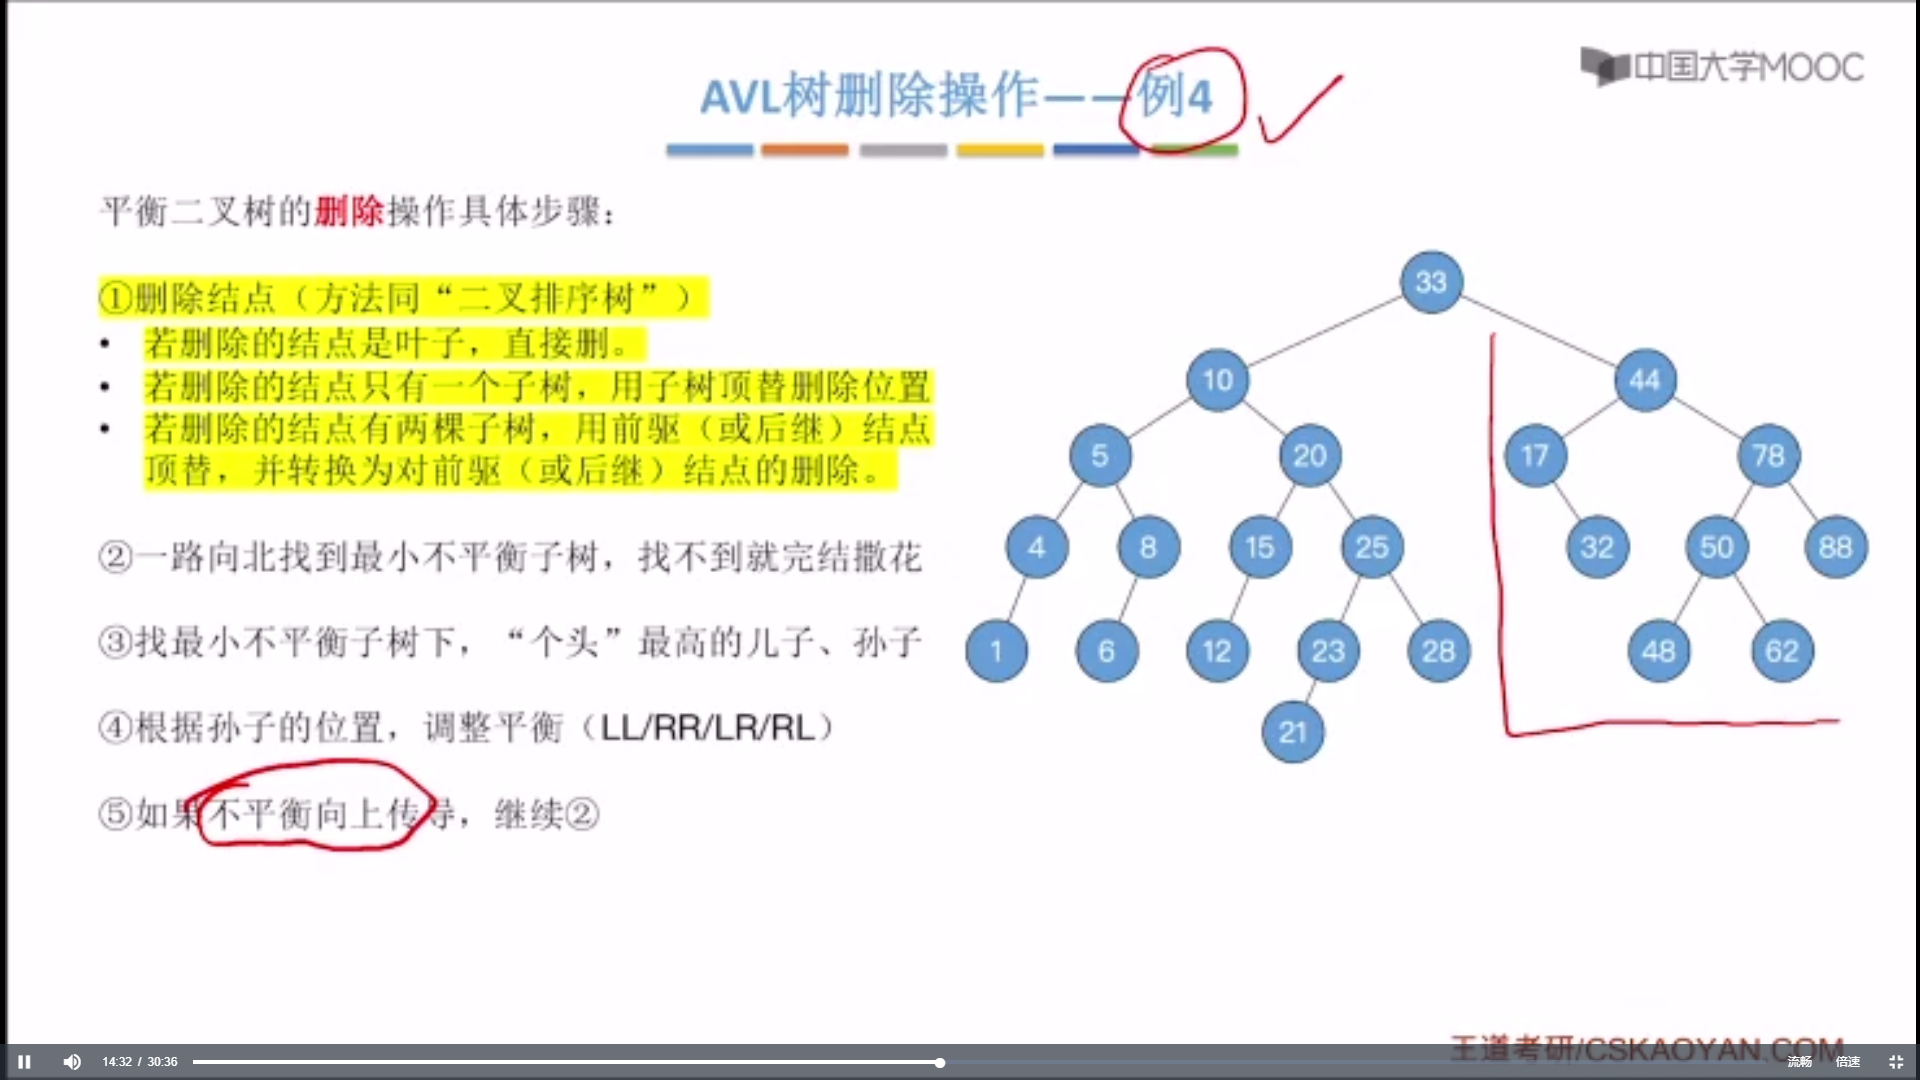 中国大学MOOC
AVL树删除操作——例4
平衡二叉树的删除操作具体步骤：
①删除结点（方法同“二叉排序树”）
• 若删除的结点是叶子，直接删。
• 若删除的结点只有一个子树，用子树顶替删除位置
• 若删除的结点有两棵子树，用前驱（或后继）结点
顶替，并转换为对前驱（或后继）结点的删除。
②一路向北找到最小不平衡子树，找不到就完结撒花
③找最小不平衡子树下，“个头”最高的儿子、孙子
④根据孙子的位置，调整平衡（LL/RR/LR/RL）
⑤如果不平衡向上传导，继续②
33
10 44
5 20 17 78
4 8 15 25 32 50 88
1 6 12 23 28 48 62
21
王道考研/CSKAOYAN.COM
14:32 / 30:36
流畅 倍速